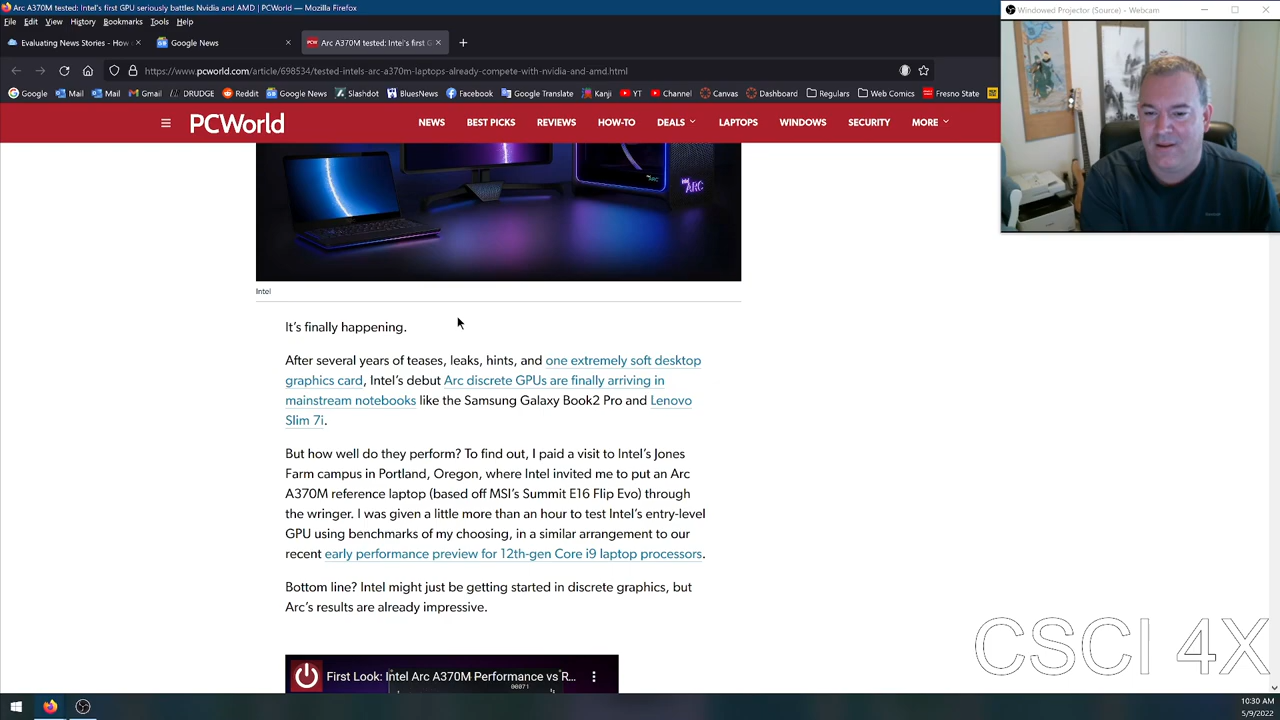 Arc A370M tested: Intel's first GPU seriously battles Nvidia and AMD | PCWorld — Mozilla Firefox
File Edit View History Bookmarks Tools Help
Windowed Projector (Source) - Webcam
Evaluating News Stories - How
Google News
Arc A370M tested: Intel's first G
https://www.pcworld.com/article/698534/tested-intels-arc-a370m-laptops-already-compete-with-nvidia-and-amd.html
Google Mail Mail Gmail DRUDGE Reddit Google News Slashdot BluesNews Facebook Google Translate Kanji YT Channel Canvas Dashboard Regulars Web Comics Fresno State
PCWorld NEWS BEST PICKS REVIEWS HOW-TO DEALS LAPTOPS WINDOWS SECURITY MORE
ARC
Intel
It's finally happening.
After several years of teases, leaks, hints, and one extremely soft desktop
graphics card, Intel's debut Arc discrete GPUs are finally arriving in
mainstream notebooks like the Samsung Galaxy Book2 Pro and Lenovo
Slim 7i.
But how well do they perform? To find out, I paid a visit to Intel's Jones
Farm campus in Portland, Oregon, where Intel invited me to put an Arc
A370M reference laptop (based off MSI's Summit E16 Flip Evo) through
the wringer. I was given a little more than an hour to test Intel's entry-level
GPU using benchmarks of my choosing, in a similar arrangement to our
recent early performance preview for 12th-gen Core i9 laptop processors.
Bottom line? Intel might just be getting started in discrete graphics, but
Arc's results are already impressive.
First Look: Intel Arc A370M Performance vs R...
00071
CSCI 4X
10:30 AM
5/9/2022